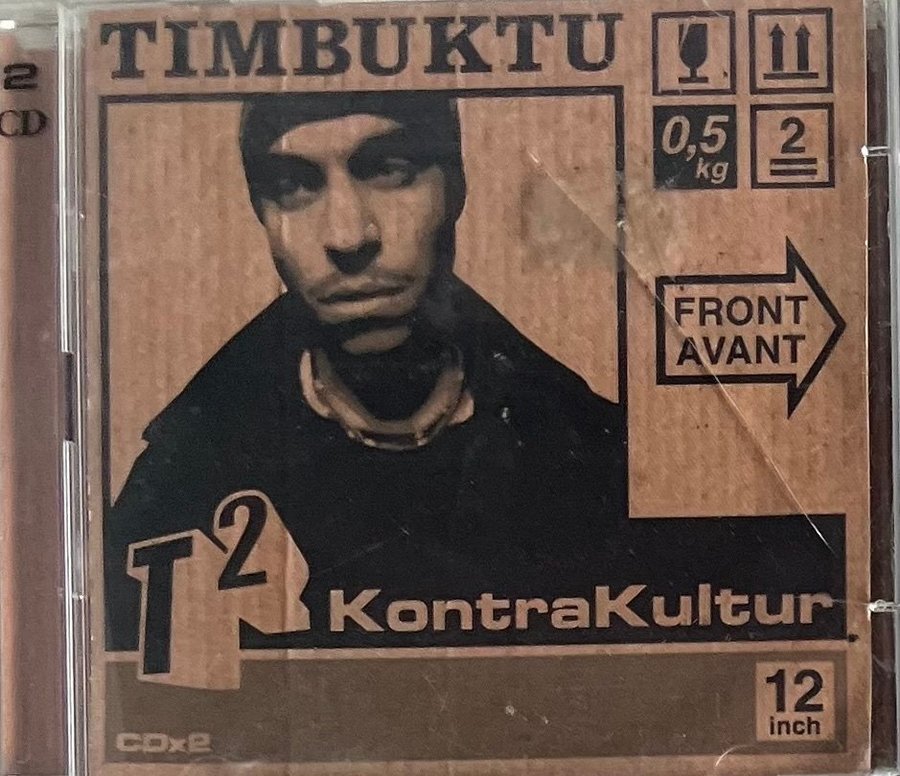 2
CD
TIMBUKTU
0,5
kg
2
FRONT
AVANT
T2
KontraKultur
12
inch
CDx2